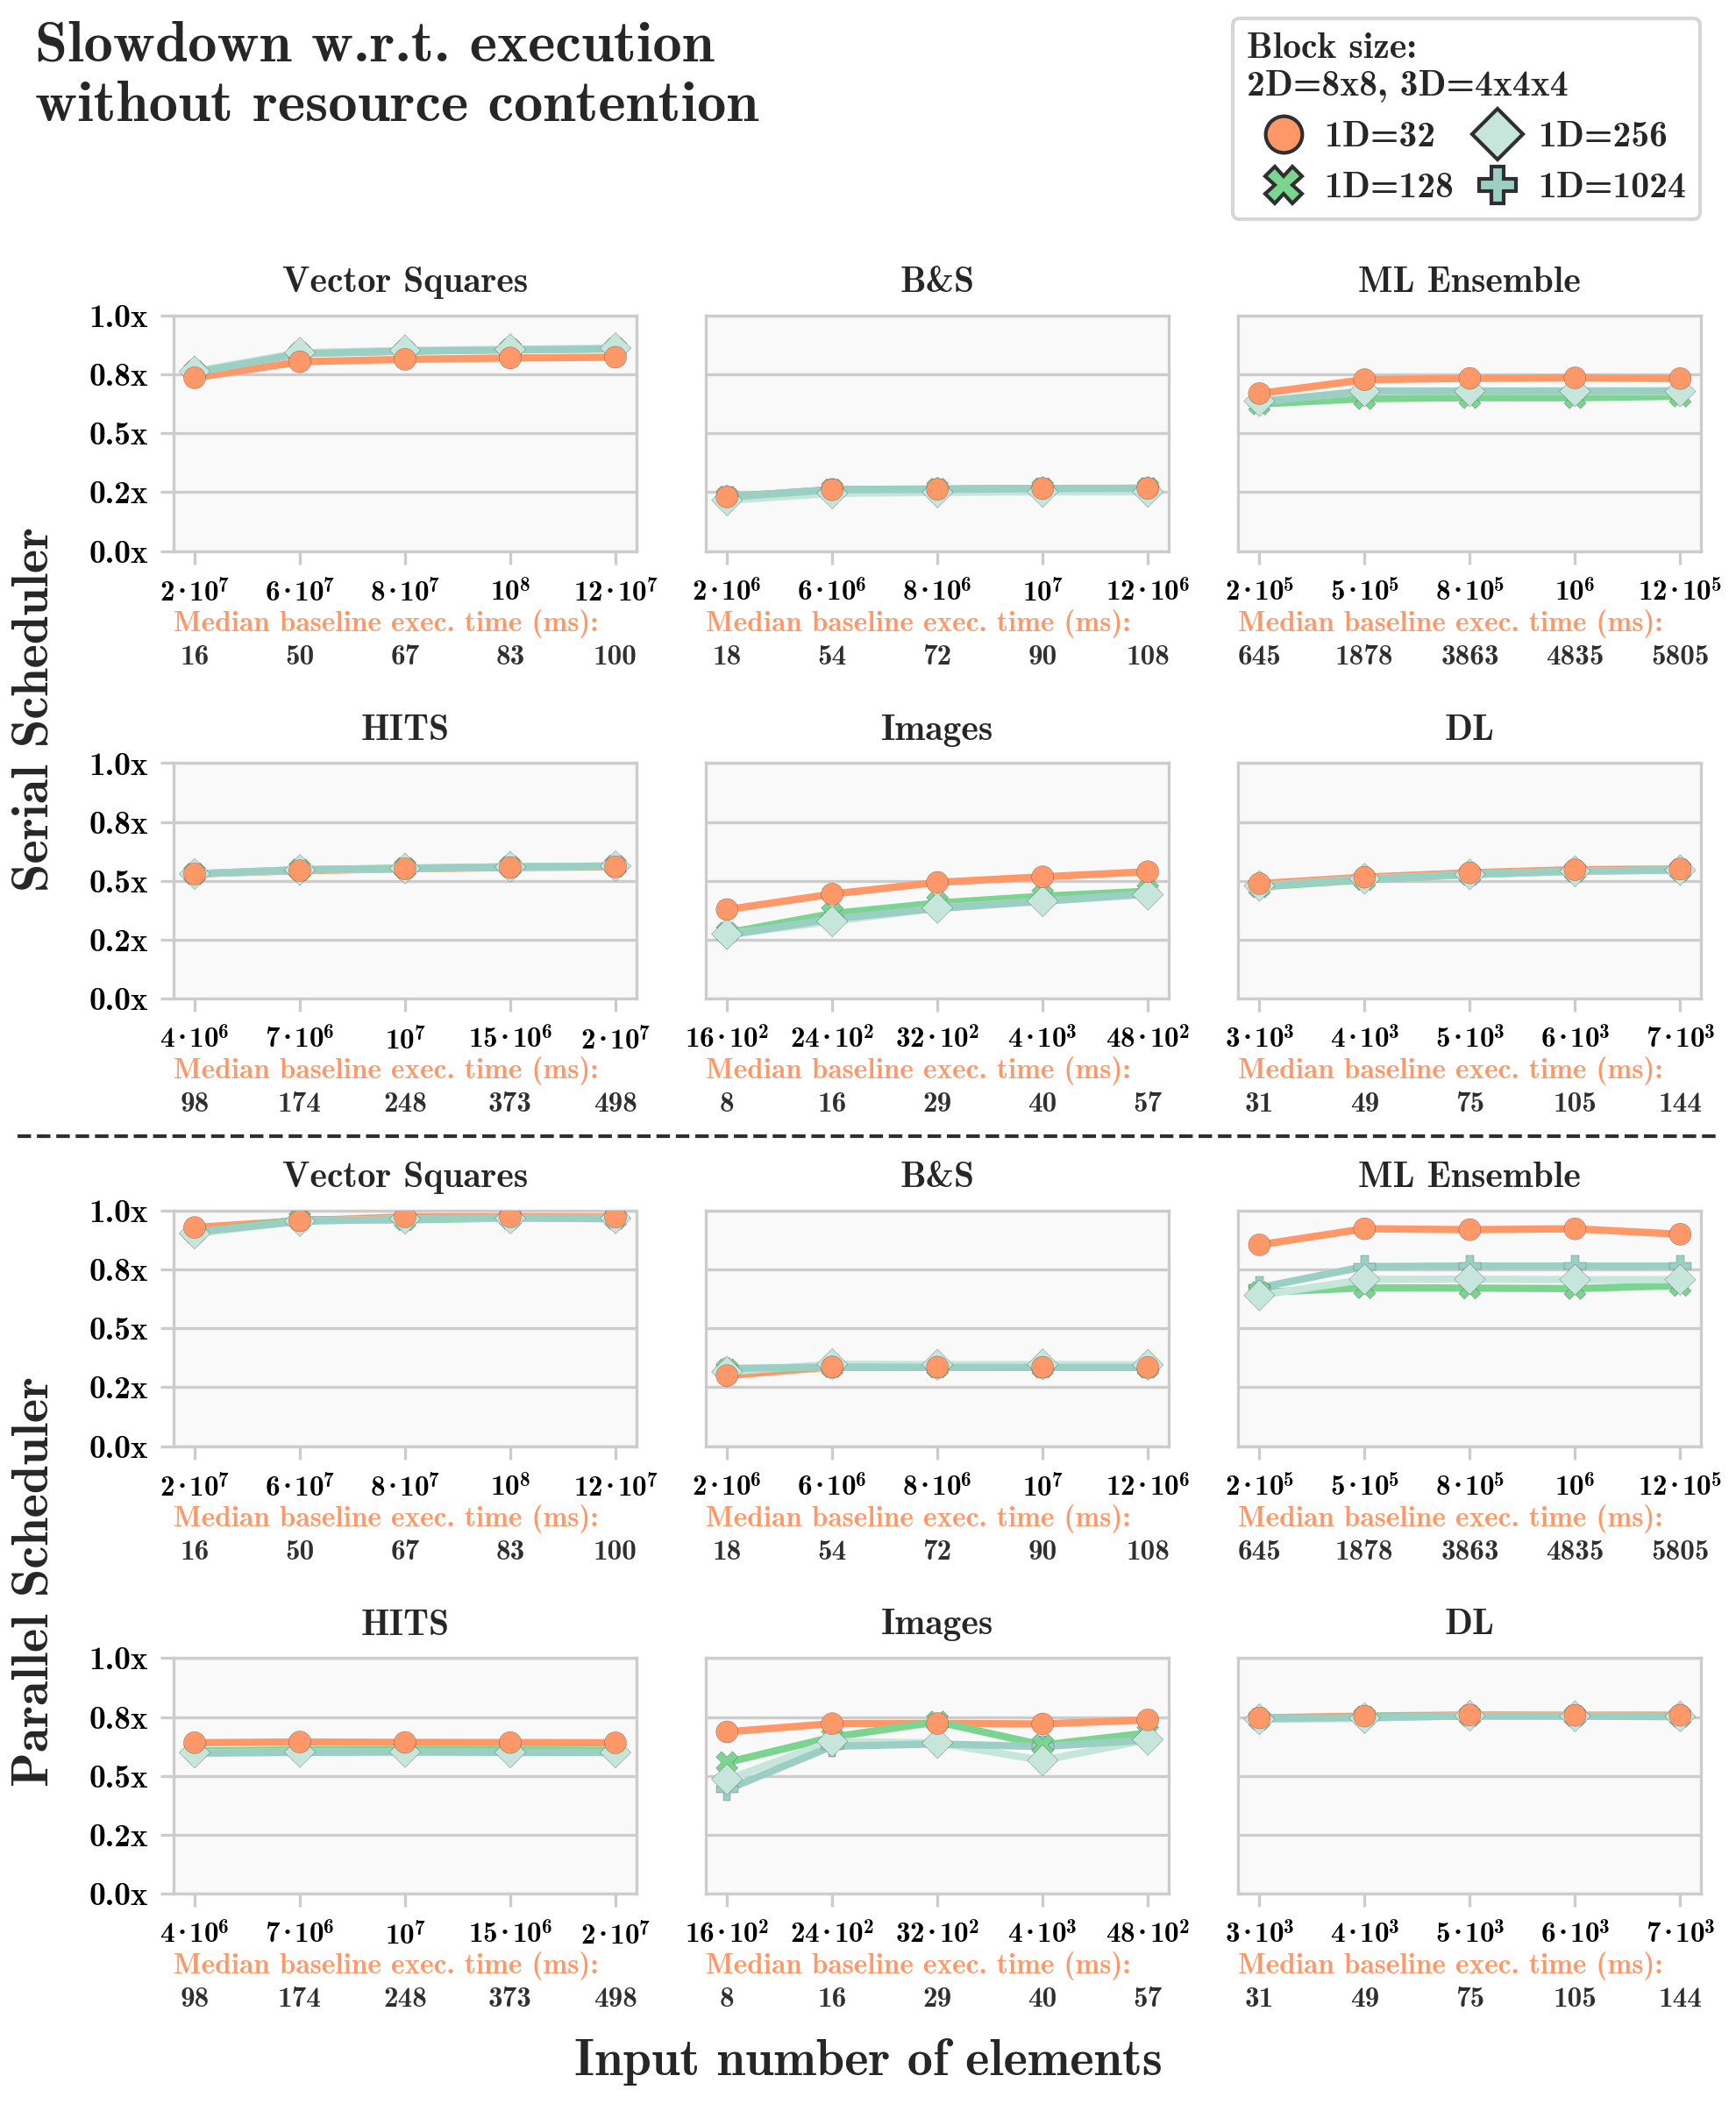 Slowdown w.r.t. execution
without resource contention
Block size:
2D=8x8, 3D=4x4x4
1D=32 1D=256
1D=128 1D=1024
Serial Scheduler
Vector Squares B&S ML Ensemble
1.0x
0.8x
0.5x
0.2x
0.0x
2·10⁷ 6·10⁷ 8·10⁷ 10⁸ 12·10⁷ 2·10⁶ 6·10⁶ 8·10⁶ 10⁷ 12·10⁶ 2·10⁵ 5·10⁵ 8·10⁵ 10⁶ 12·10⁵
Median baseline exec. time (ms): Median baseline exec. time (ms): Median baseline exec. time (ms):
16 50 67 83 100 18 54 72 90 108 645 1878 3863 4835 5805
HITS Images DL
1.0x
0.8x
0.5x
0.2x
0.0x
4·10⁶ 7·10⁶ 10⁷ 15·10⁶ 2·10⁷ 16·10² 24·10² 32·10² 4·10³ 48·10² 3·10³ 4·10³ 5·10³ 6·10³ 7·10³
Median baseline exec. time (ms): Median baseline exec. time (ms): Median baseline exec. time (ms):
98 174 248 373 498 8 16 29 40 57 31 49 75 105 144
Parallel Scheduler
Vector Squares B&S ML Ensemble
1.0x
0.8x
0.5x
0.2x
0.0x
2·10⁷ 6·10⁷ 8·10⁷ 10⁸ 12·10⁷ 2·10⁶ 6·10⁶ 8·10⁶ 10⁷ 12·10⁶ 2·10⁵ 5·10⁵ 8·10⁵ 10⁶ 12·10⁵
Median baseline exec. time (ms): Median baseline exec. time (ms): Median baseline exec. time (ms):
16 50 67 83 100 18 54 72 90 108 645 1878 3863 4835 5805
HITS Images DL
1.0x
0.8x
0.5x
0.2x
0.0x
4·10⁶ 7·10⁶ 10⁷ 15·10⁶ 2·10⁷ 16·10² 24·10² 32·10² 4·10³ 48·10² 3·10³ 4·10³ 5·10³ 6·10³ 7·10³
Median baseline exec. time (ms): Median baseline exec. time (ms): Median baseline exec. time (ms):
98 174 248 373 498 8 16 29 40 57 31 49 75 105 144
Input number of elements